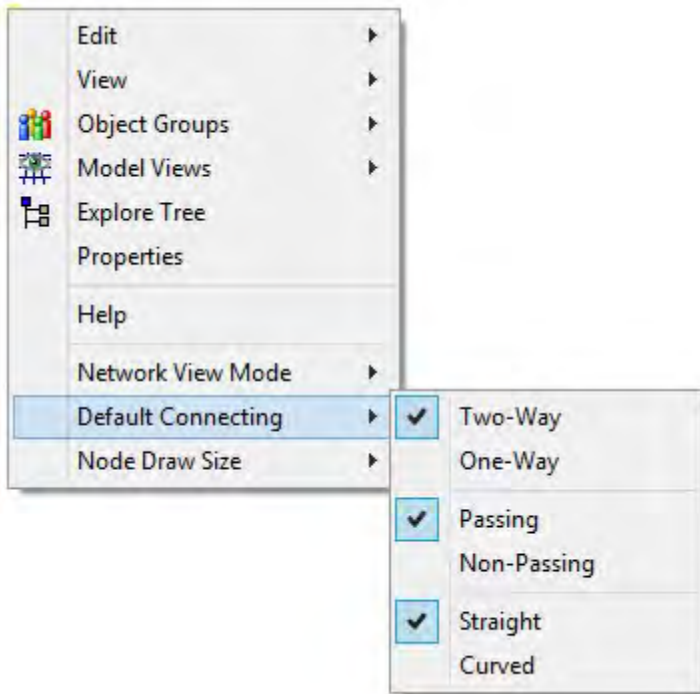 Edit
View
Object Groups
Model Views
Explore Tree
Properties
Help
Network View Mode
Default Connecting
Node Draw Size
Two-Way
One-Way
Passing
Non-Passing
Straight
Curved